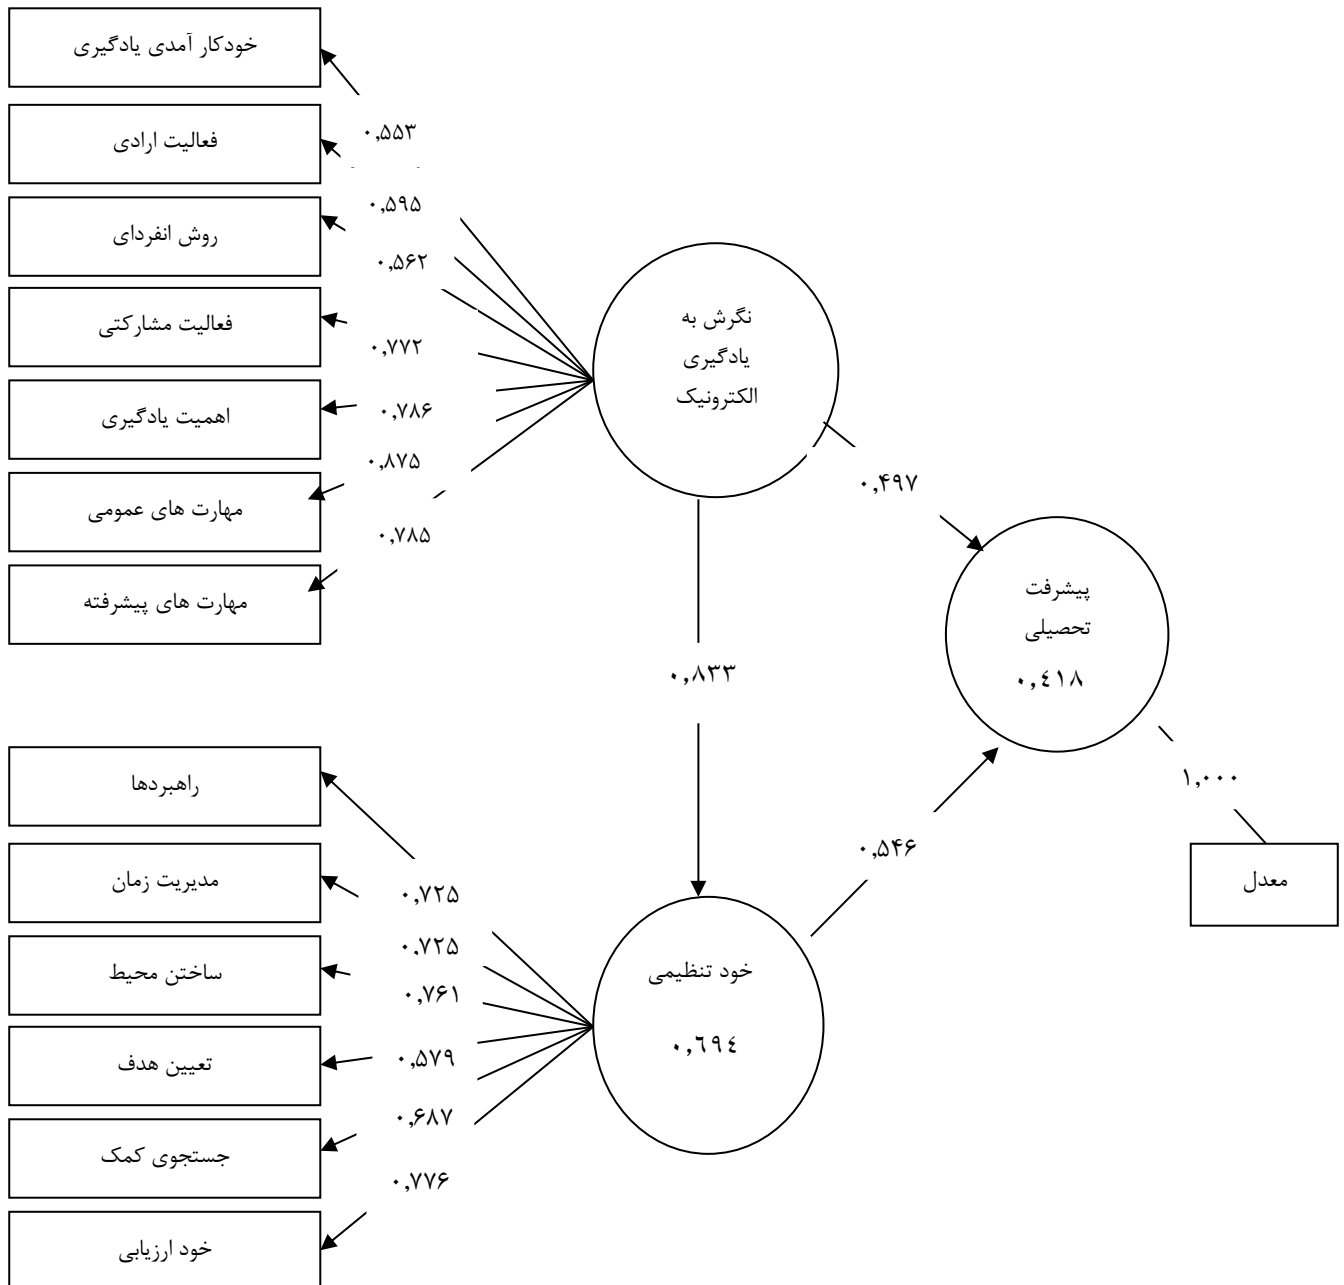 خودکار آمدی یادگیری
فعالیت ارادی
روش انفردای
فعالیت مشارکتی
اهمیت یادگیری
مهارت های عمومی
مهارت های پیشرفته
۰,۵۵۳
۰,۵۹۵
۰,۵۶۲
۰,۷۷۲
۰,۷۸۶
۰,۸۷۵
۰,۷۸۵
نگرش به
یادگیری
الکترونیک
۰,۴۹۷
۰,۸۳۳
پیشرفت
تحصیلی
۰,٤۱۸
۱,۰۰۰
معدل
۰,۵۴۶
راهبردها
مدیریت زمان
ساختن محیط
تعیین هدف
جستجوی کمک
خود ارزیابی
۰,۷۲۵
۰,۷۲۵
۰,۷۶۱
۰,۵۷۹
۰,۶۸۷
۰,۷۷۶
خود تنظیمی
۰,٦۹٤